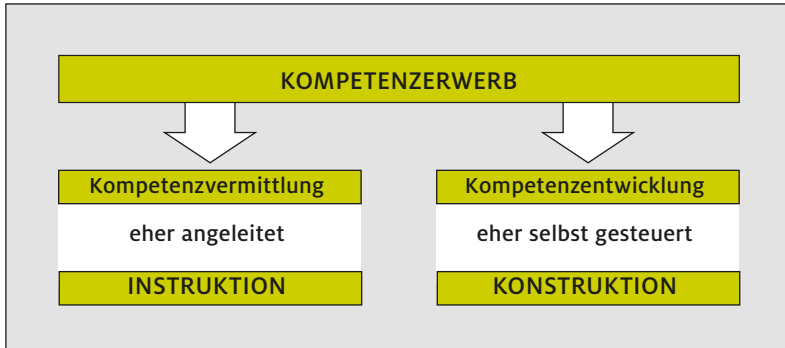 KOMPETENZERWERB
Kompetenzvermittlung
eher angeleitet
INSTRUKTION
Kompetenzentwicklung
eher selbst gesteuert
KONSTRUKTION